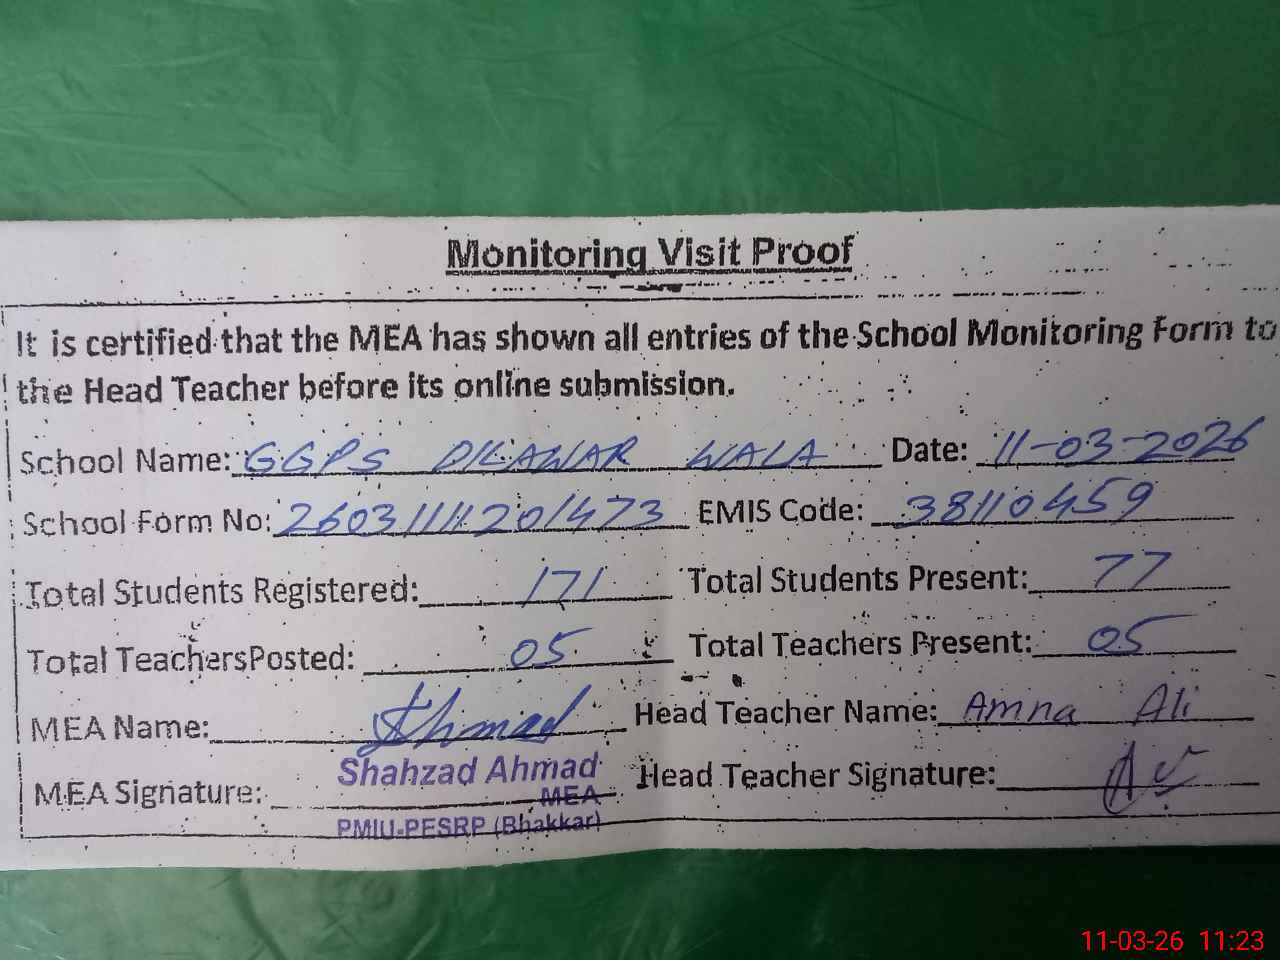 Monitoring Visit Proof
It is certified that the MEA has shown all entries of the School Monitoring Form to
the Head Teacher before its online submission.
School Name: GGPS DILAWAR WALA Date: 11-03-2026
School Form No: EMIS Code: 38110459
Total Students Registered: 171 Total Students Present: 77
Total TeachersPosted: 05 Total Teachers Present: 05
MEA Name: Head Teacher Name: Amna Ali
MEA Signature: Shahzad Ahmad Head Teacher Signature:
MEA
PMIU-PESRP (Bhakkar)
11-03-26 11:23